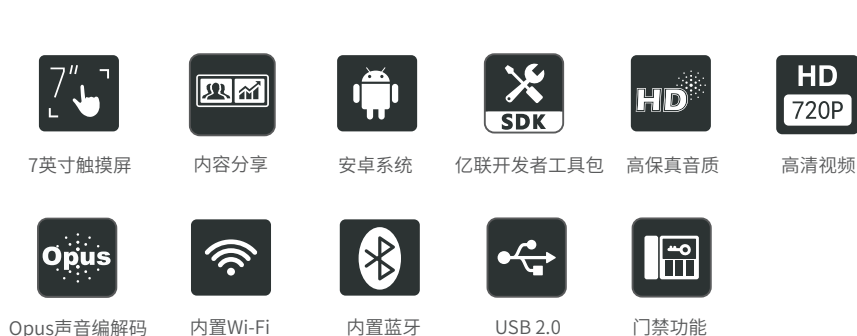 7"
SDK
HD
HD
720P
7英寸触摸屏
内容分享
安卓系统
亿联开发者工具包
高保真音质
高清视频
Opus
Opus声音编解码
内置Wi-Fi
内置蓝牙
USB 2.0
门禁功能